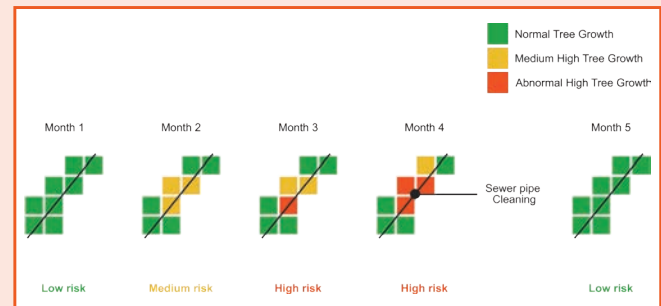 Normal Tree Growth
Medium High Tree Growth
Abnormal High Tree Growth
Month 1
Month 2
Month 3
Month 4
Month 5
Sewer pipe
Cleaning
Low risk
Medium risk
High risk
High risk
Low risk